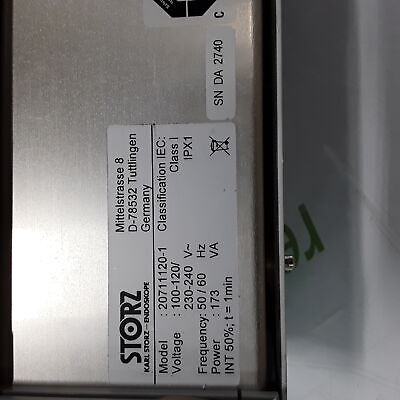 STORZ
KARL STORZ—ENDOSKOPE
Mittelstrasse 8
D-78532 Tuttlingen
Germany
Model : 20711120-1
Voltage : 100-120/
230-240 V~
Frequency: 50 / 60 Hz
Power : 173 VA
INT 50%; t = 1min
Classification IEC:
Class I
IPX1
SN DA 2740
C
re